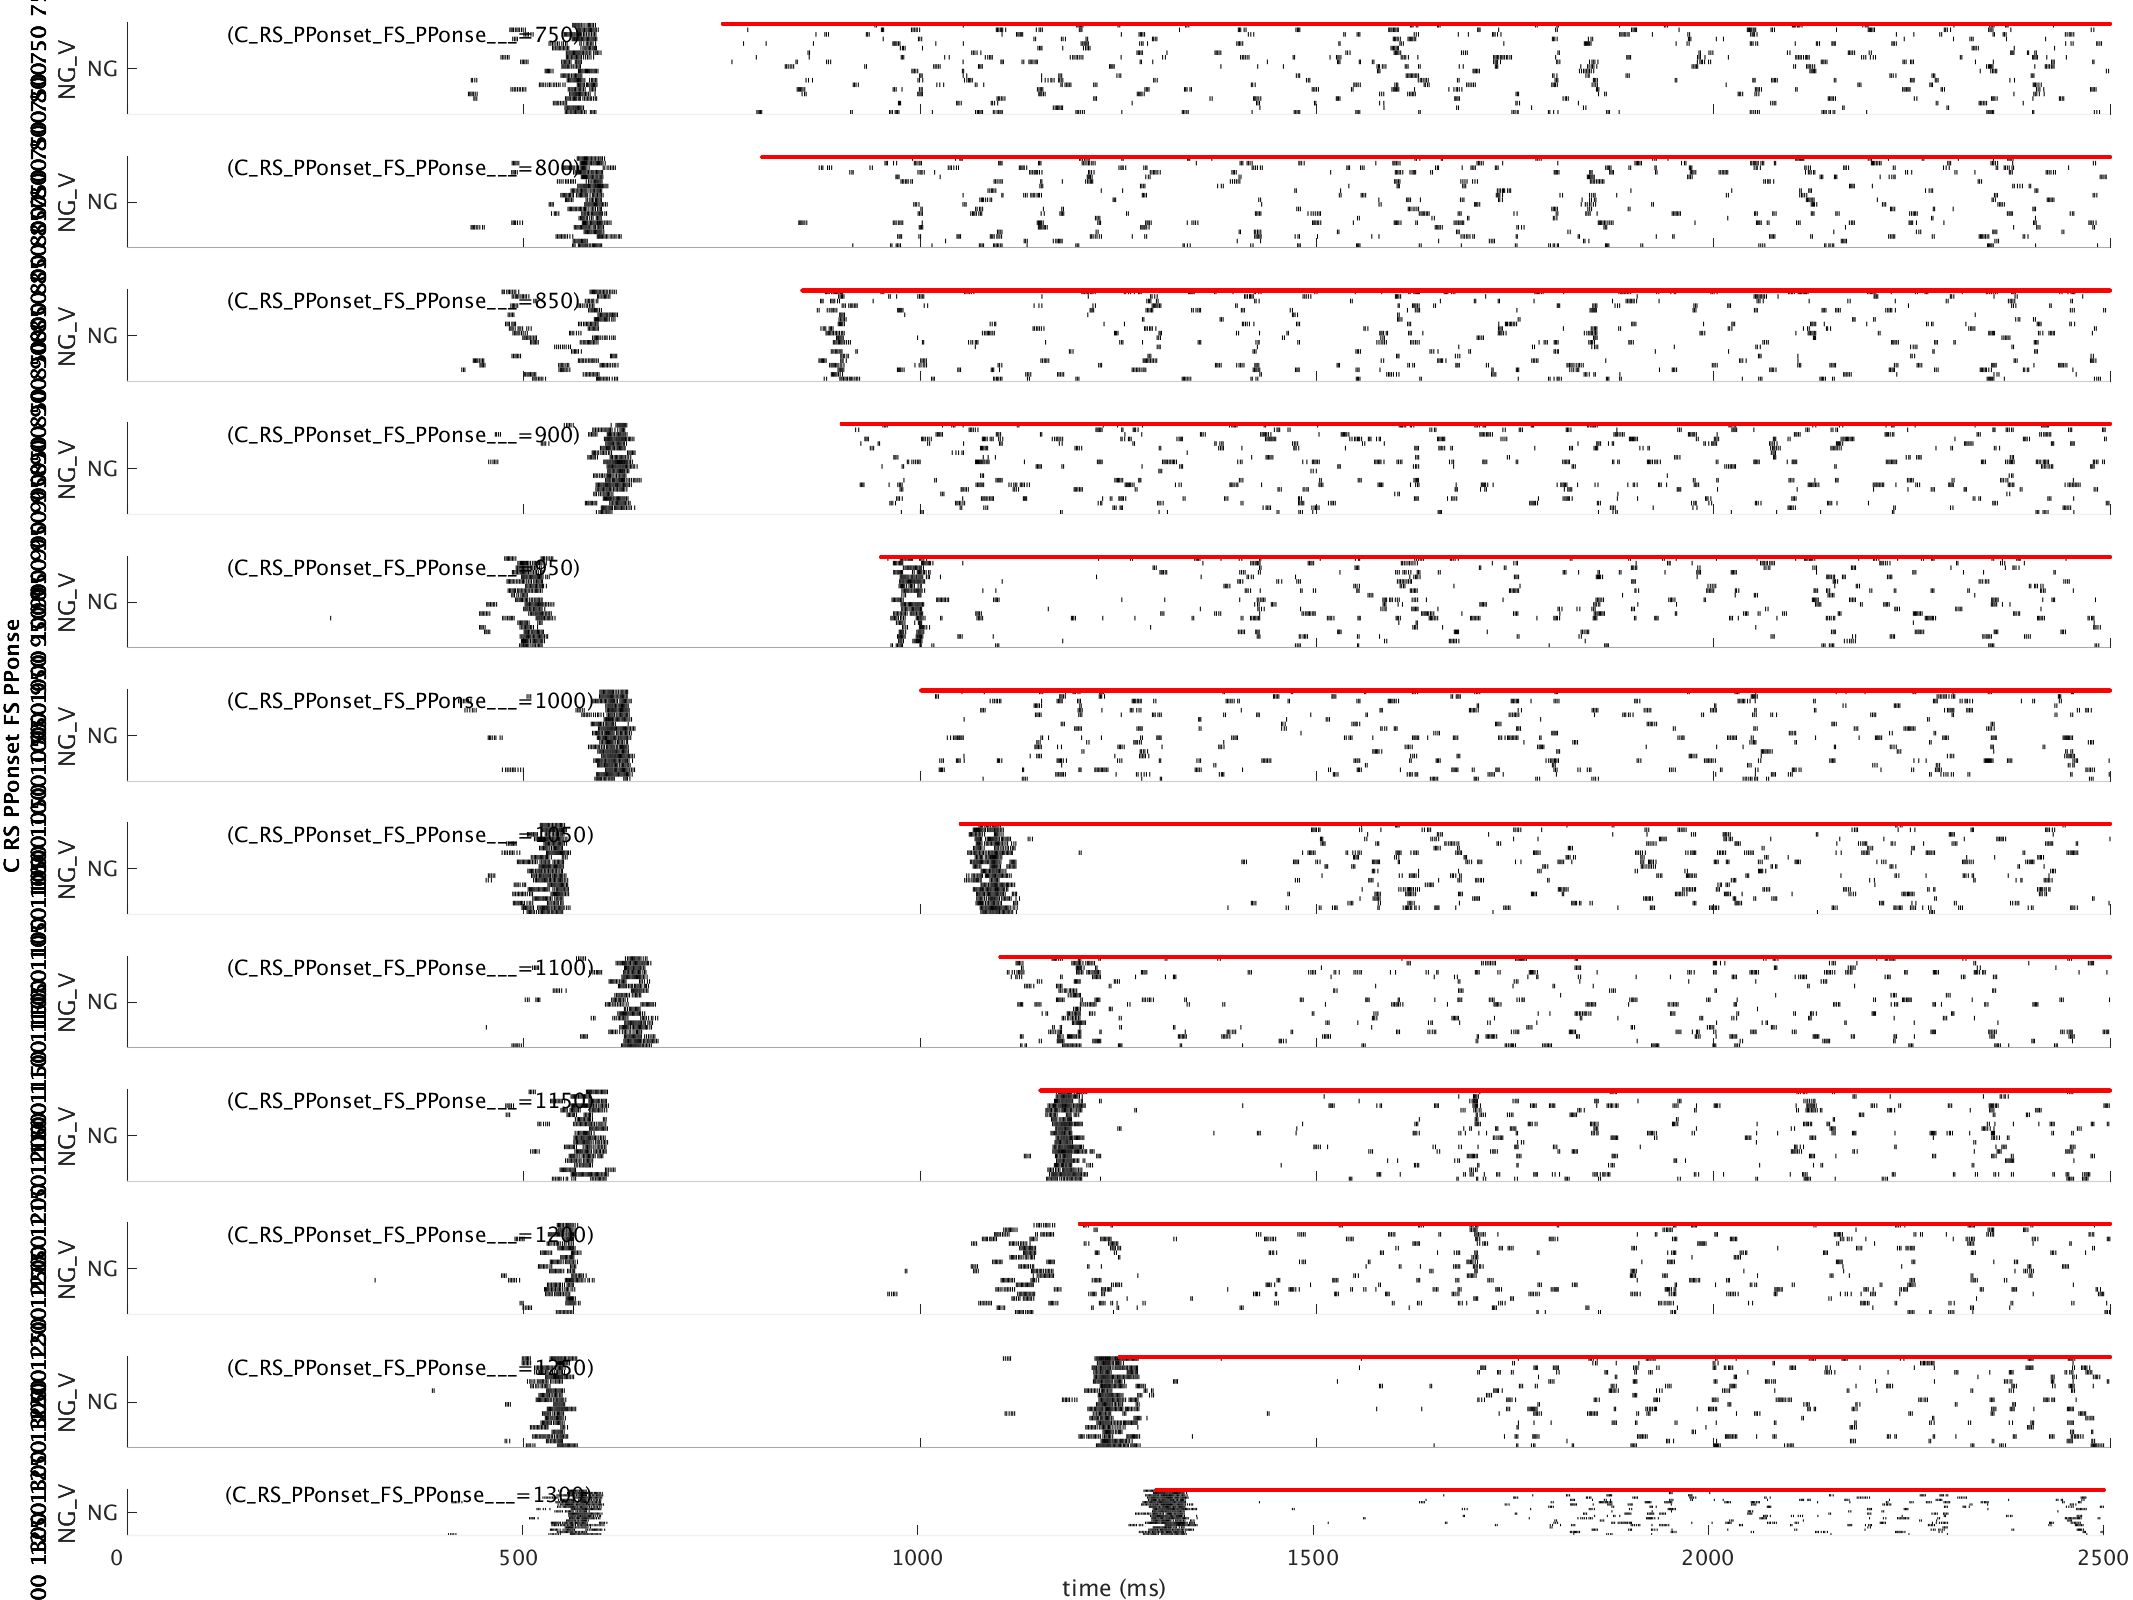 C RS PPonset FS PPonse
(C_RS_PPonset_FS_PPonse___=750)
NG_V
NG
(C_RS_PPonset_FS_PPonse___=800)
NG_V
NG
(C_RS_PPonset_FS_PPonse___=850)
NG_V
NG
(C_RS_PPonset_FS_PPonse___=900)
NG_V
NG
(C_RS_PPonset_FS_PPonse___=950)
NG_V
NG
(C_RS_PPonset_FS_PPonse___=1000)
NG_V
NG
(C_RS_PPonset_FS_PPonse___=1050)
NG_V
NG
(C_RS_PPonset_FS_PPonse___=1100)
NG_V
NG
(C_RS_PPonset_FS_PPonse___=1150)
NG_V
NG
(C_RS_PPonset_FS_PPonse___=1200)
NG_V
NG
(C_RS_PPonset_FS_PPonse___=1250)
NG_V
NG
(C_RS_PPonset_FS_PPonse___=1300)
NG_V
NG
0 500 1000 1500 2000 2500
time (ms)